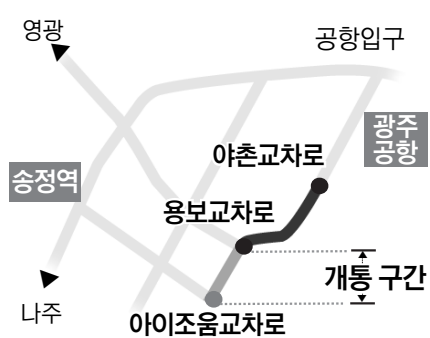 영광
공항입구
광주
공항
야촌교차로
송정역
용보교차로
개통 구간
나주
아이조움교차로